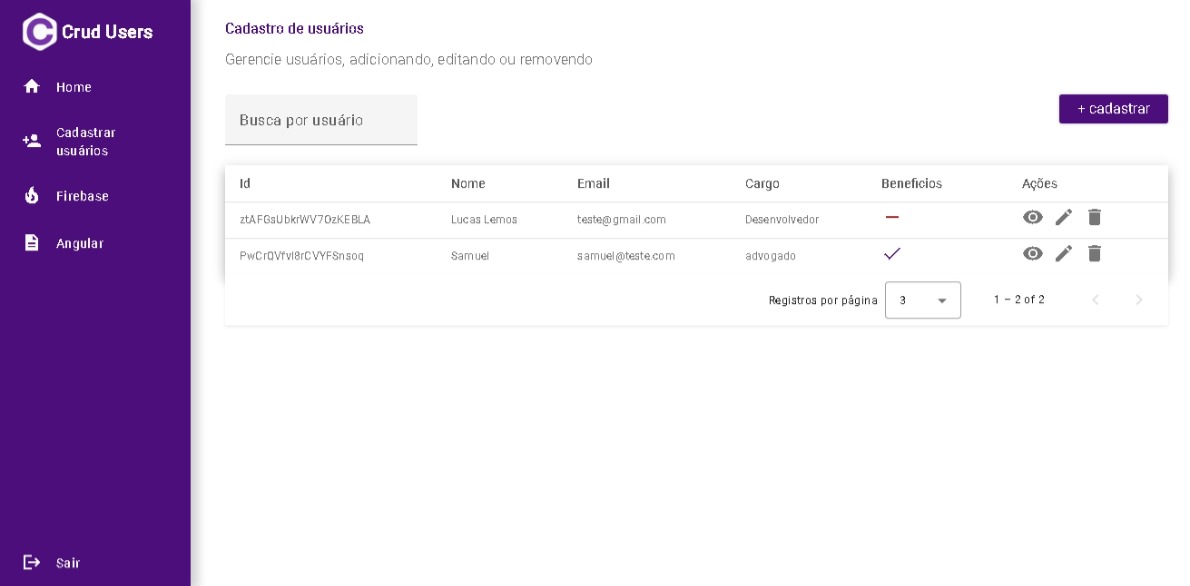 Crud Users
Home
Cadastrar
usuários
Firebase
Angular
Sair
Cadastro de usuários
Gerencie usuários, adicionando, editando ou removendo
Busca por usuário
+ cadastrar
Id Nome Email Cargo Beneficios Ações
ztAFGsUbkrWV7OzKEBLA Lucas Lemos teste@gmail.com Desenvolvedor
PwCrQVfvl8rCVYFSnsoq Samuel samuel@teste.com advogado
Registros por página 3 1 – 2 of 2